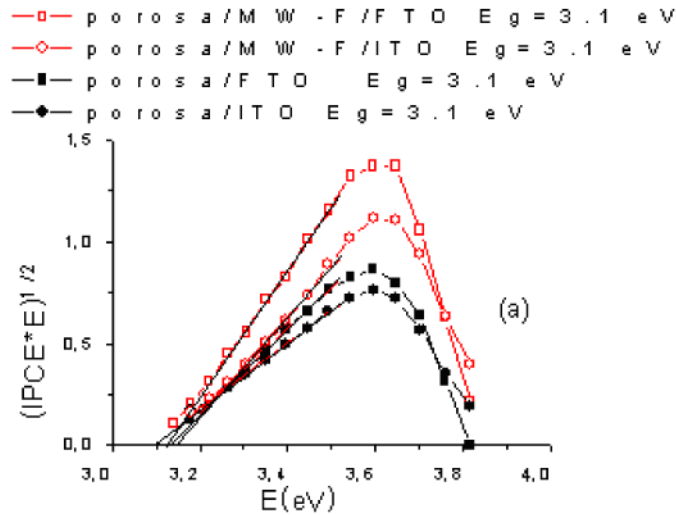 porosa/MW-F/FTO Eg=3.1 eV
porosa/MW-F/ITO Eg=3.1 eV
porosa/FTO Eg=3.1 eV
porosa/ITO Eg=3.1 eV
1,5
1,0
0,5
0,0
(IPCE*E)^1/2
(a)
3,0 3,2 3,4 3,6 3,8 4,0
E(eV)